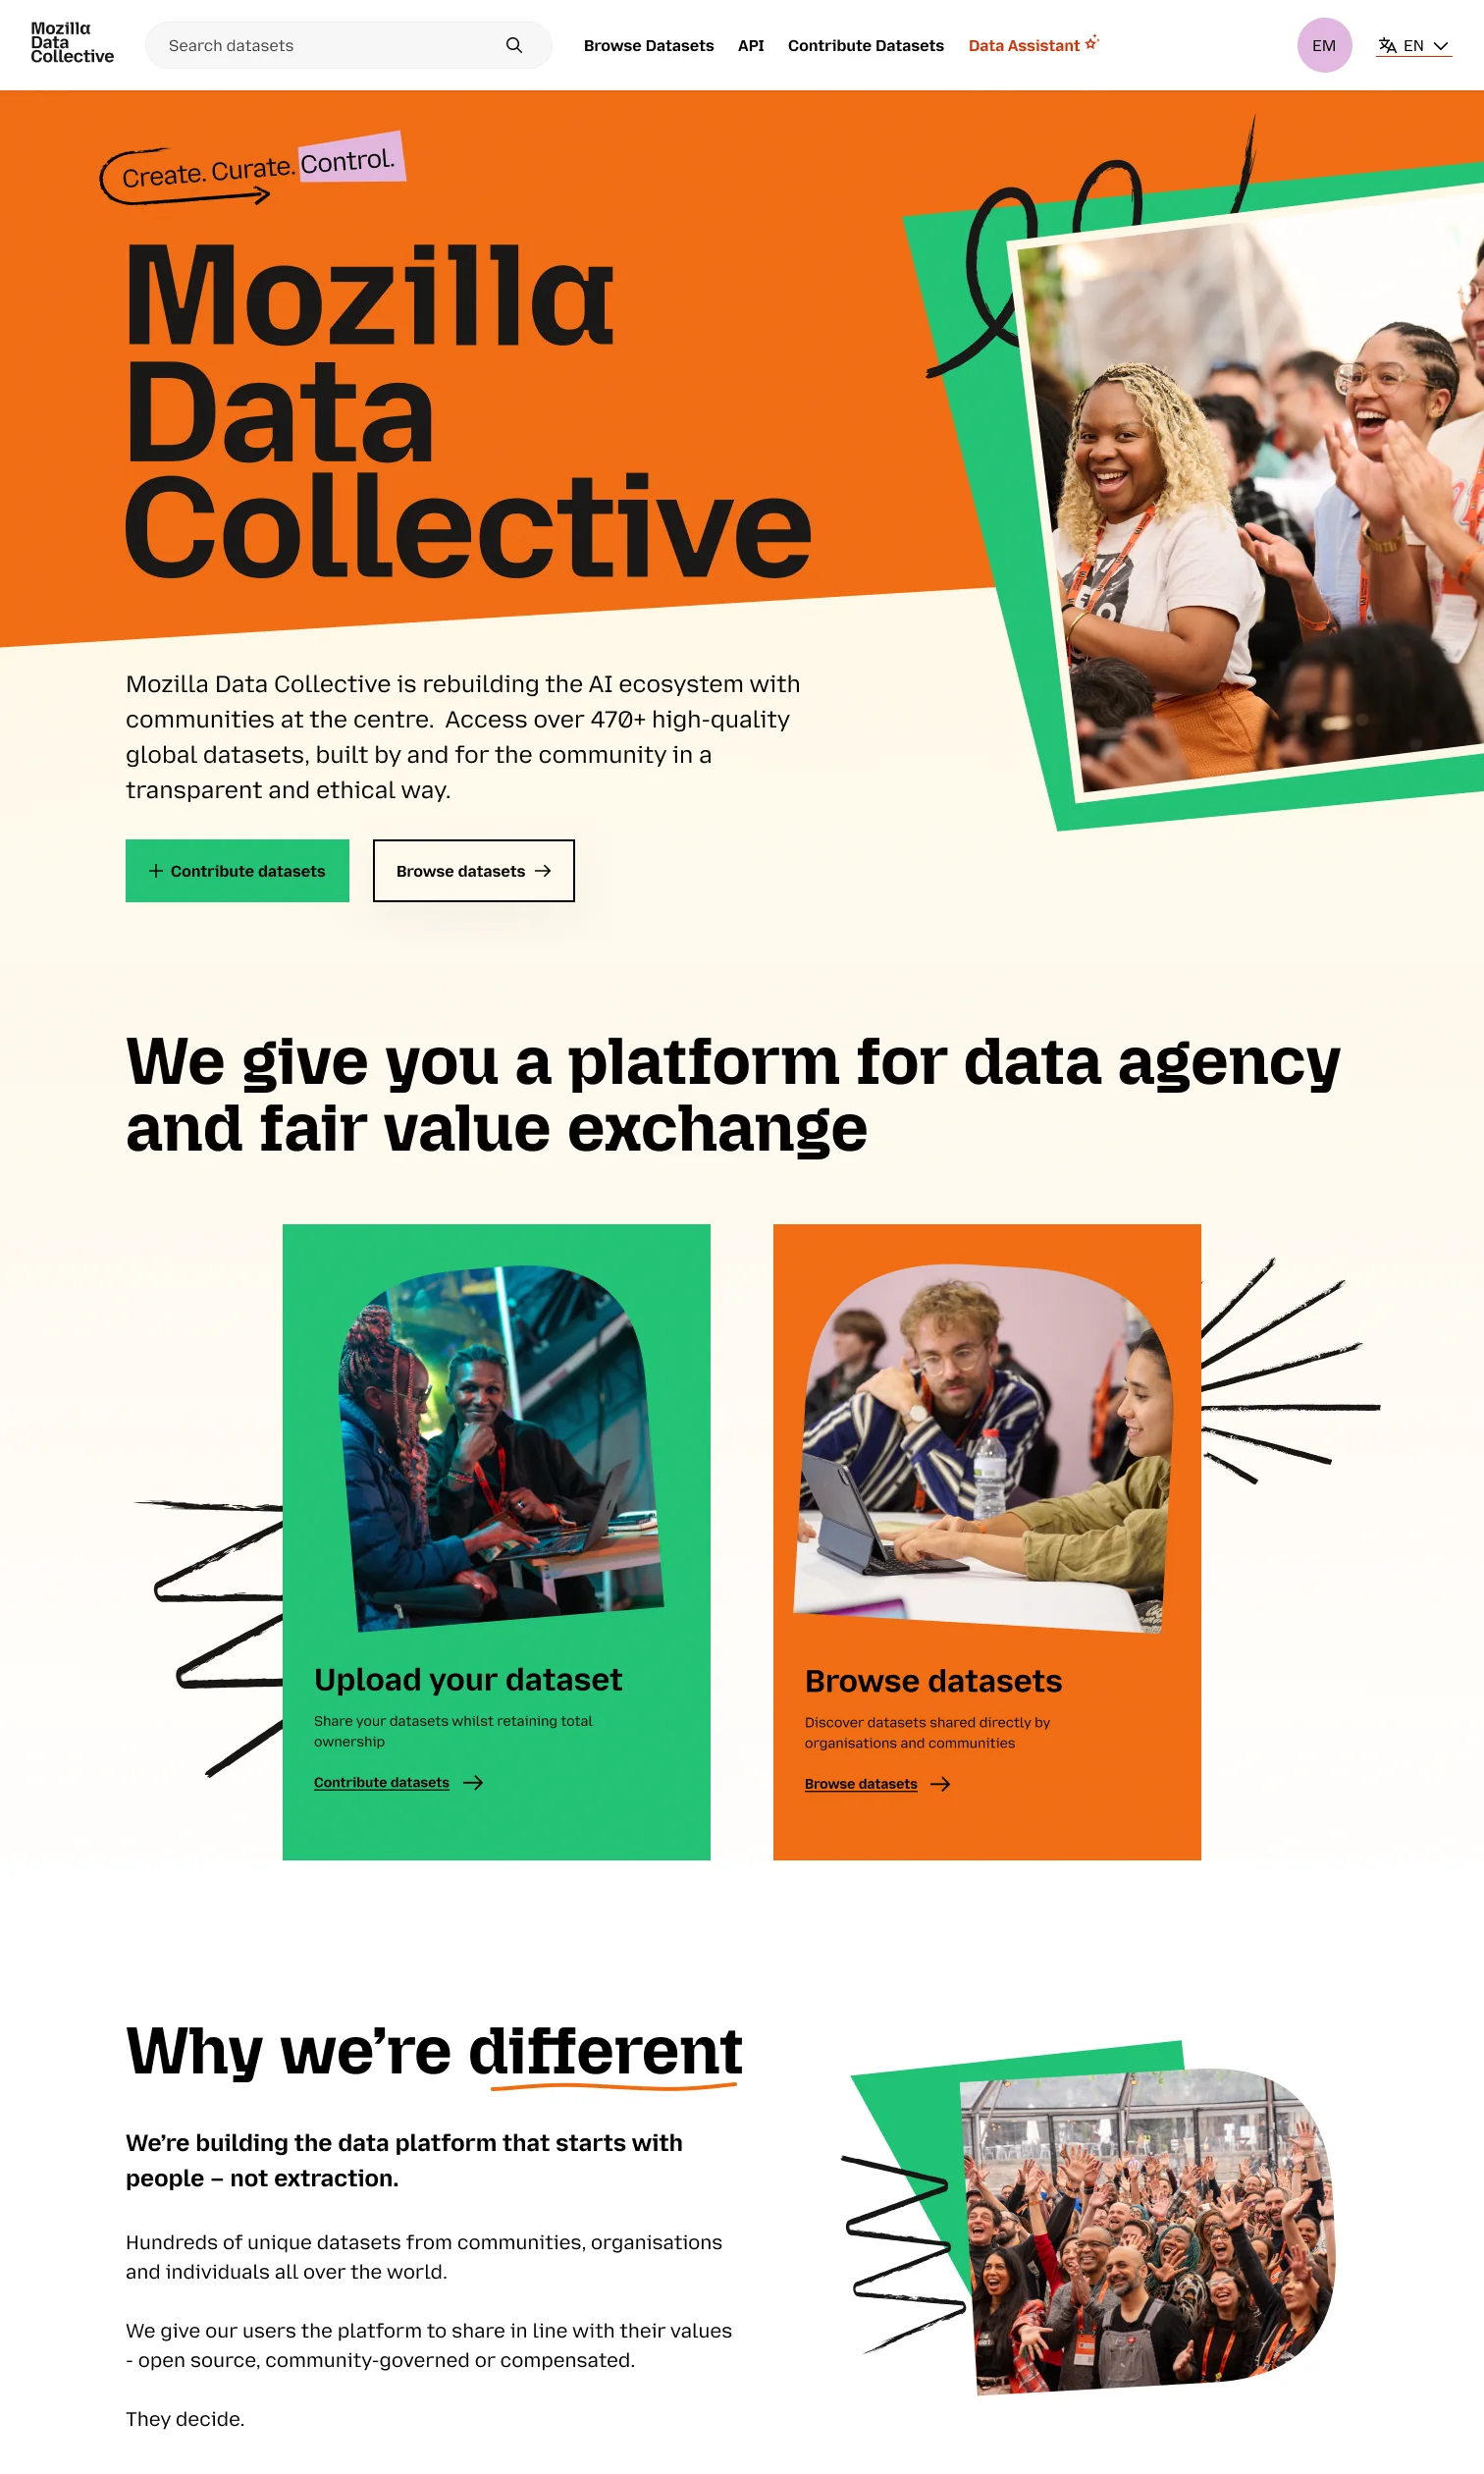 Mozilla
Data
Collective
Search datasets
Browse Datasets
API
Contribute Datasets
Data Assistant
EM
EN
Create. Curate. Control.
Mozilla
Data
Collective
Mozilla Data Collective is rebuilding the AI ecosystem with
communities at the centre.  Access over 470+ high-quality
global datasets, built by and for the community in a
transparent and ethical way.
Contribute datasets
Browse datasets
We give you a platform for data agency
and fair value exchange
Upload your dataset
Share your datasets whilst retaining total
ownership
Contribute datasets
Browse datasets
Discover datasets shared directly by
organisations and communities
Browse datasets
Why we’re different
We’re building the data platform that starts with
people – not extraction.
Hundreds of unique datasets from communities, organisations
and individuals all over the world.
We give our users the platform to share in line with their values
- open source, community-governed or compensated.
They decide.